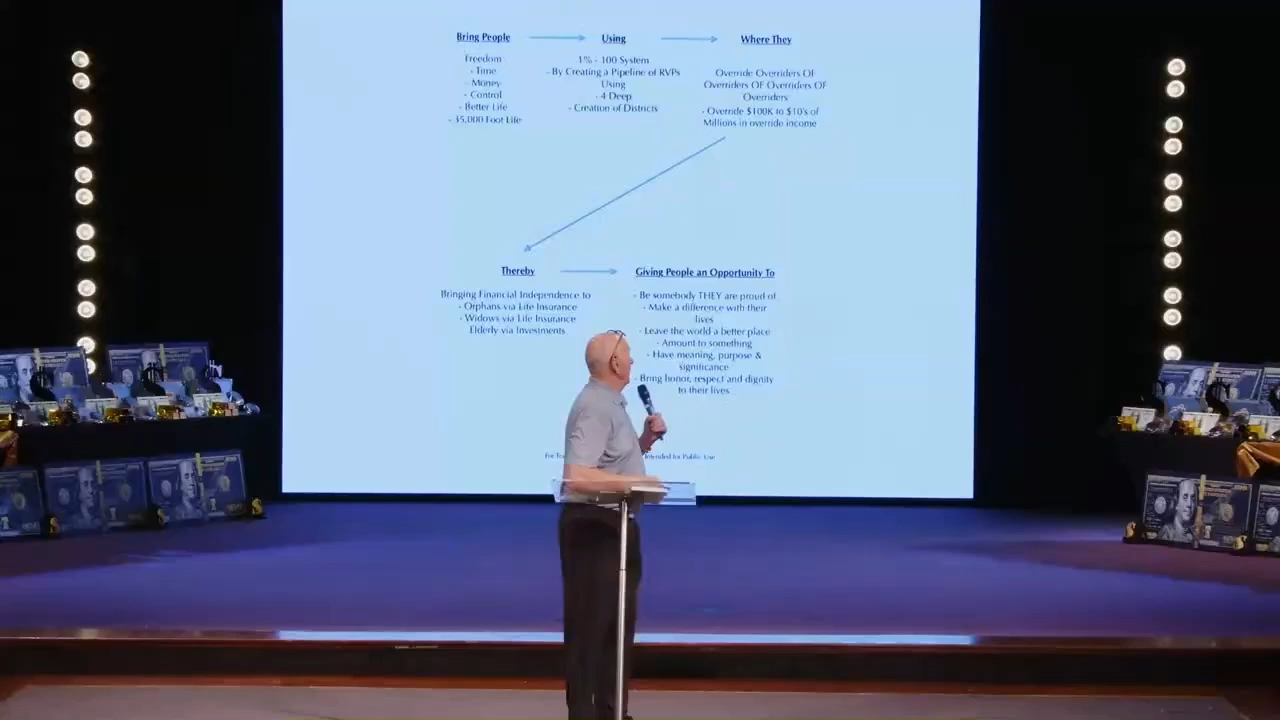 Bring People
Using
Where They
Freedom
- Time
- Money
- Control
- Better Life
- 35,000 Foot Life
1% - 100 System
- By Creating a Pipeline of RVPs
Using
- 4 Deep
- Creation of Districts
Override Overriders OF
Overriders OF Overriders OF
Overriders
- Override $100K to $10's of
Millions in override income
Thereby
Giving People an Opportunity To
Bringing Financial Independence to
- Orphans via Life Insurance
- Widows via Life Insurance
Elderly via Investments
- Be somebody THEY are proud of
- Make a difference with their
lives
- Leave the world a better place
- Amount to something
- Have meaning, purpose &
significance
- Bring honor, respect and dignity
to their lives
For
Intended for Public Use